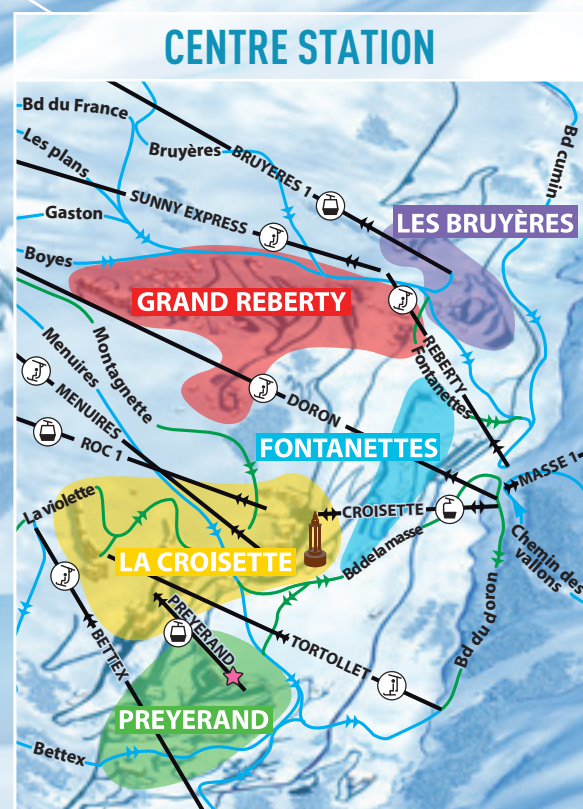 CENTRE STATION
Bd du France
Bd cumin
Les plans
Bruyères
BRUYERES 1
SUNNY EXPRESS
Gaston
LES BRUYÈRES
Boyes
GRAND REBERTY
REBERTY
Fontanettes
Menuires
Montagnette
MENUIRES
DORON
ROC 1
FONTANETTES
MASSE 1
La violette
CROISETTE
Chemin des
vallons
LA CROISETTE
Bd de la masse
PREYERAND
Bd du doron
BETTEX
TORTOLLET
PREYERAND
Bettex